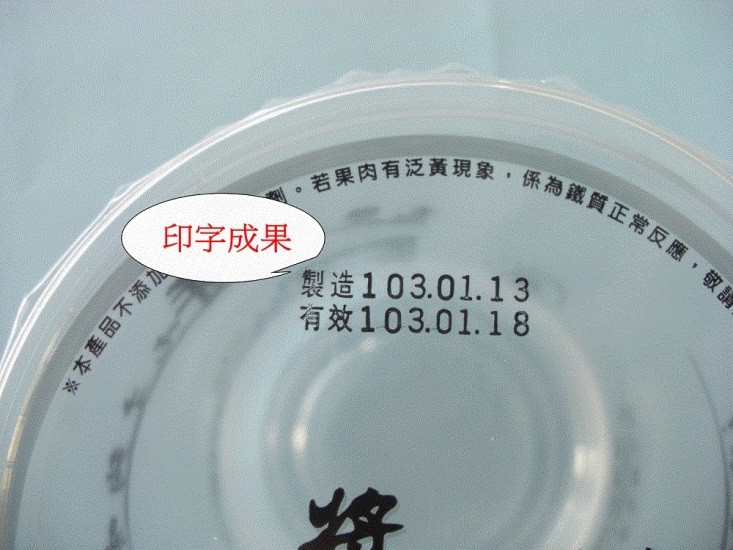 ※本產品不添加
劑。若果肉有泛黃現象，係為鐵質正常反應，敬請
印字成果
製造103.01.13
有效103.01.18
將